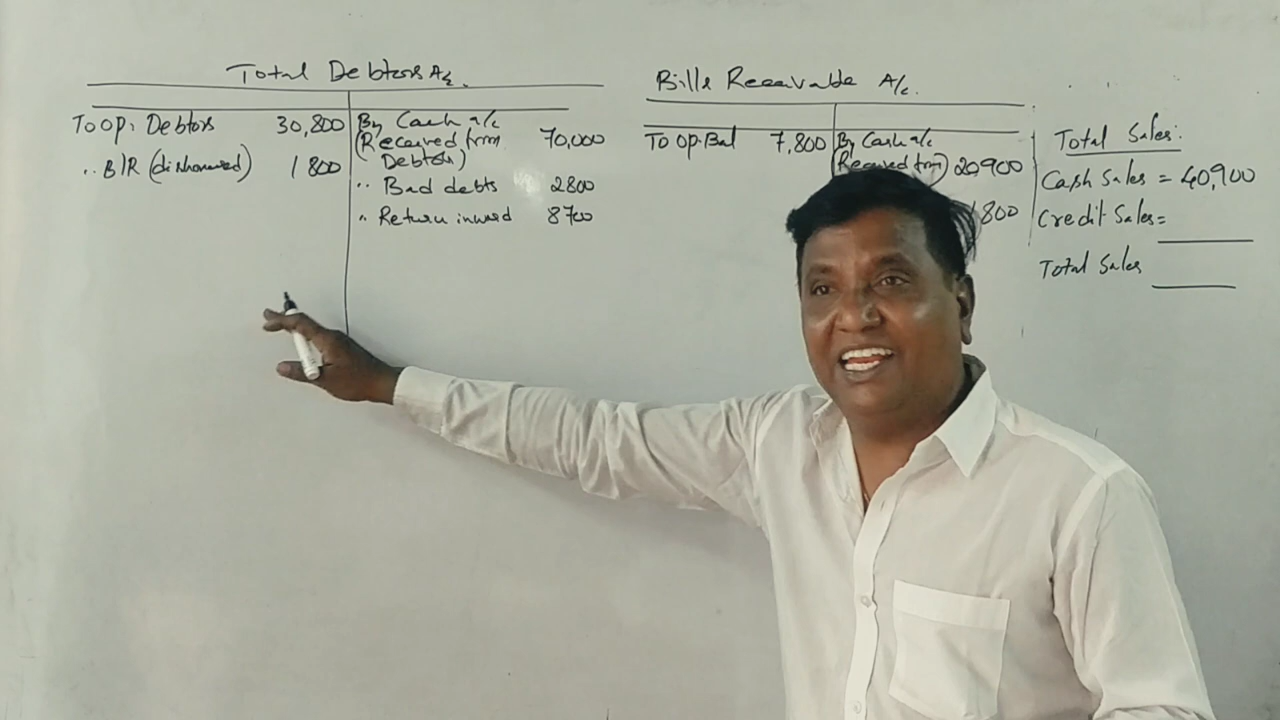 Total Debtors A/c.
To Op: Debtors 30,800
" B/R (dishonoured) 1800
By Cash a/c
(Received from
Debtors) 70,000
" Bad debts 2800
" Return inward 8700
Bills Receivable A/c.
To Op. Bal 7,800
By Cash a/c
(Received from) 20,900
1800
Total Sales:
Cash Sales = 40,900
Credit Sales =
Total Sales